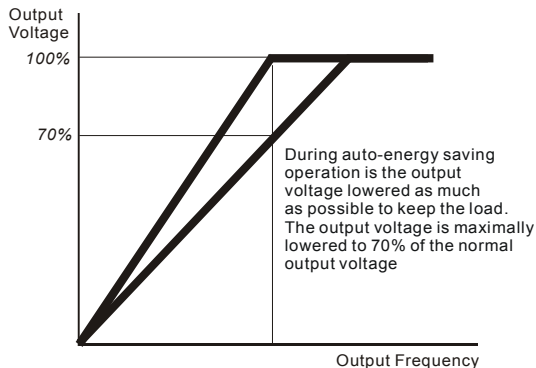 Output
Voltage
100%
70%
During auto-energy saving
operation is the output
voltage lowered as much
as possible to keep the load.
The output voltage is maximally
lowered to 70% of the normal
output voltage
Output Frequency